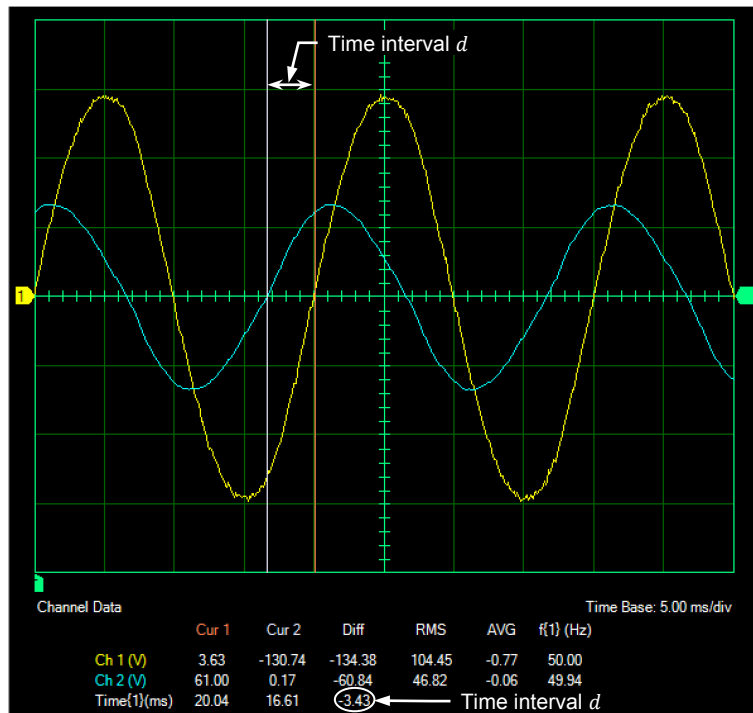 Time interval d
1
Channel Data
Time Base: 5.00 ms/div
Cur 1 Cur 2 Diff RMS AVG f{1} (Hz)
Ch 1 (V) 3.63 -130.74 -134.38 104.45 -0.77 50.00
Ch 2 (V) 61.00 0.17 -60.84 46.82 -0.06 49.94
Time{1}(ms) 20.04 16.61 -3.43 Time interval d